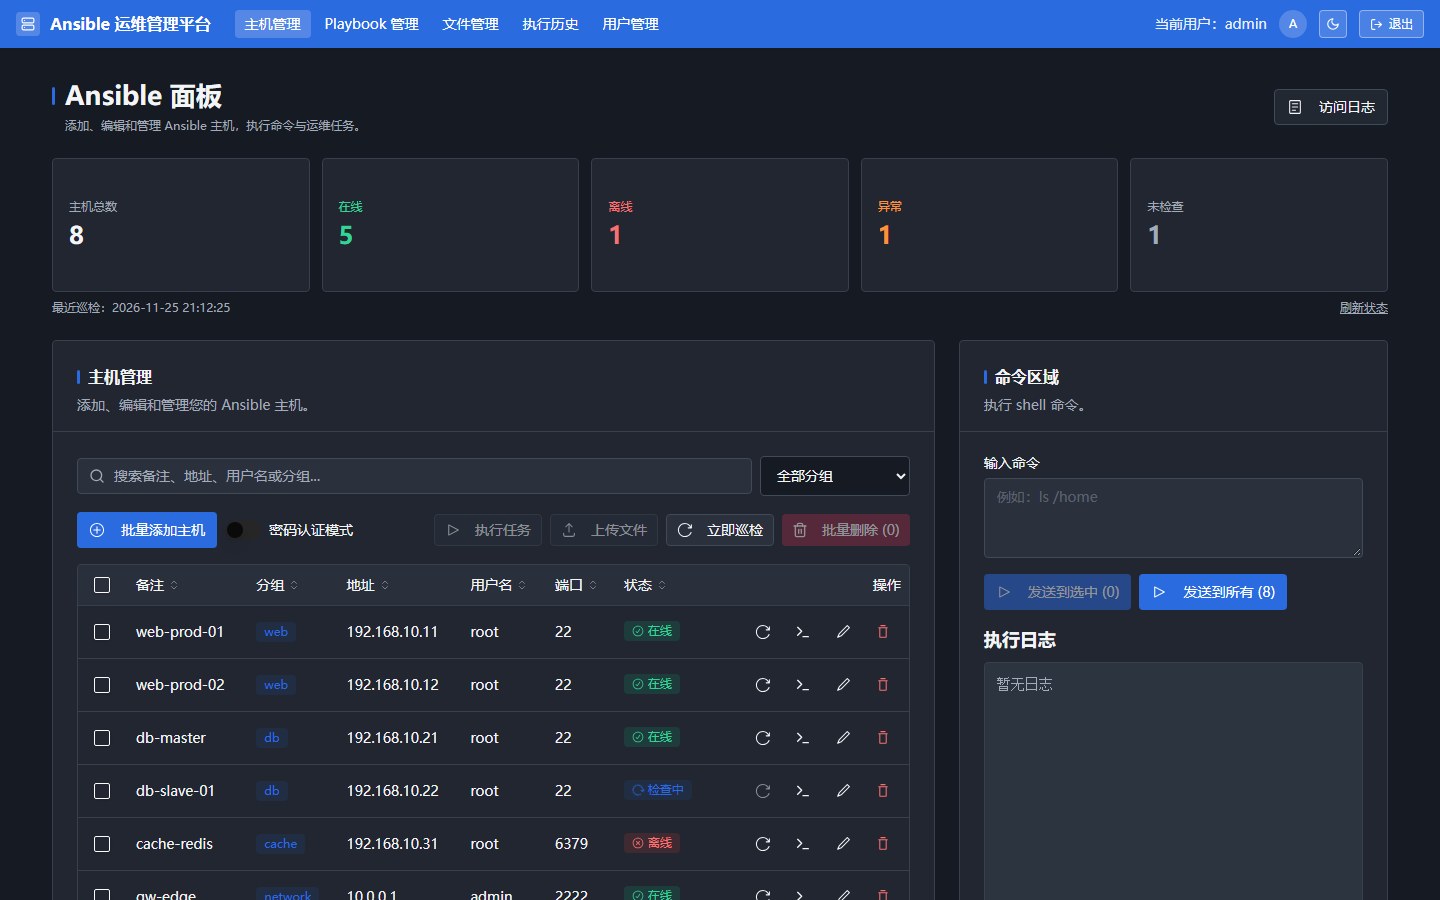 Ansible 运维管理平台
主机管理 Playbook 管理 文件管理 执行历史 用户管理
当前用户：admin A 退出
Ansible 面板
添加、编辑和管理 Ansible 主机，执行命令与运维任务。
访问日志
主机总数 在线 离线 异常 未检查
8 5 1 1 1
最近巡检：2026-11-25 21:12:25
刷新状态
主机管理
添加、编辑和管理您的 Ansible 主机。
搜索备注、地址、用户名或分组...
全部分组
批量添加主机 密码认证模式 执行任务 上传文件 立即巡检 批量删除 (0)
备注 分组 地址 用户名 端口 状态 操作
web-prod-01 web 192.168.10.11 root 22 在线
web-prod-02 web 192.168.10.12 root 22 在线
db-master db 192.168.10.21 root 22 在线
db-slave-01 db 192.168.10.22 root 22 检查中
cache-redis cache 192.168.10.31 root 6379 离线
gw-edge network 10.0.0.1 admin 2222 在线
命令区域
执行 shell 命令。
输入命令
例如：ls /home
发送到选中 (0) 发送到所有 (8)
执行日志
暂无日志